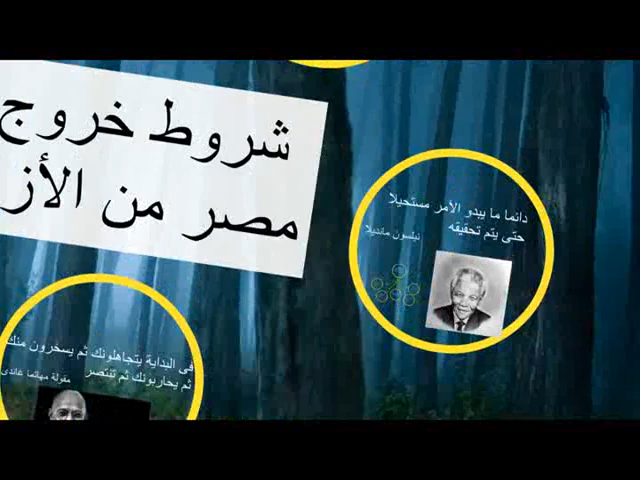 شروط خروج
مصر من الأز
دائما ما يبدو الأمر مستحيلا
حتى يتم تحقيقه
نيلسون مانديلا
فى البداية يتجاهلونك ثم يسخرون منك
ثم يحاربونك ثم تنتصر
مقولة مهاتما غاندى